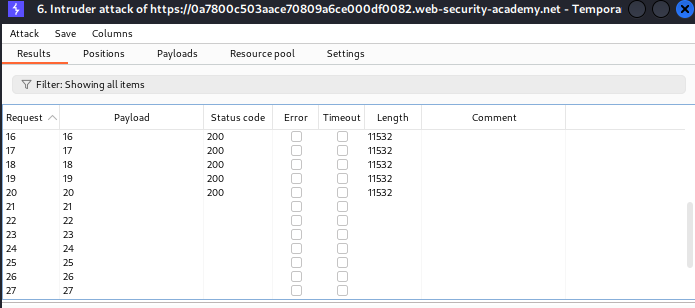 6. Intruder attack of https://0a7800c503aace70809a6ce000df0082.web-security-academy.net - Tempora
Attack Save Columns
Results Positions Payloads Resource pool Settings
Filter: Showing all items
Request Payload Status code Error Timeout Length Comment
16 16 200 11532
17 17 200 11532
18 18 200 11532
19 19 200 11532
20 20 200 11532
21 21
22 22
23 23
24 24
25 25
26 26
27 27